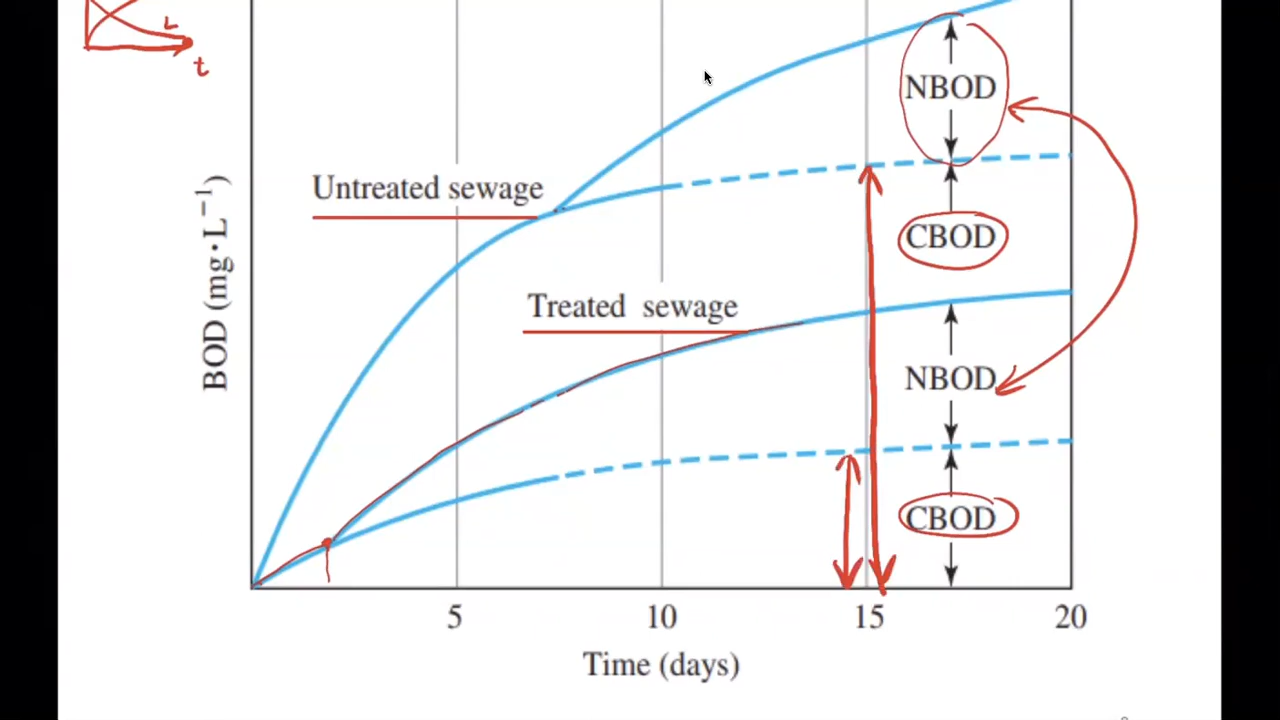 L
t
NBOD
Untreated sewage
CBOD
Treated sewage
NBOD
CBOD
BOD (mg·L⁻¹)
5 10 15 20
Time (days)